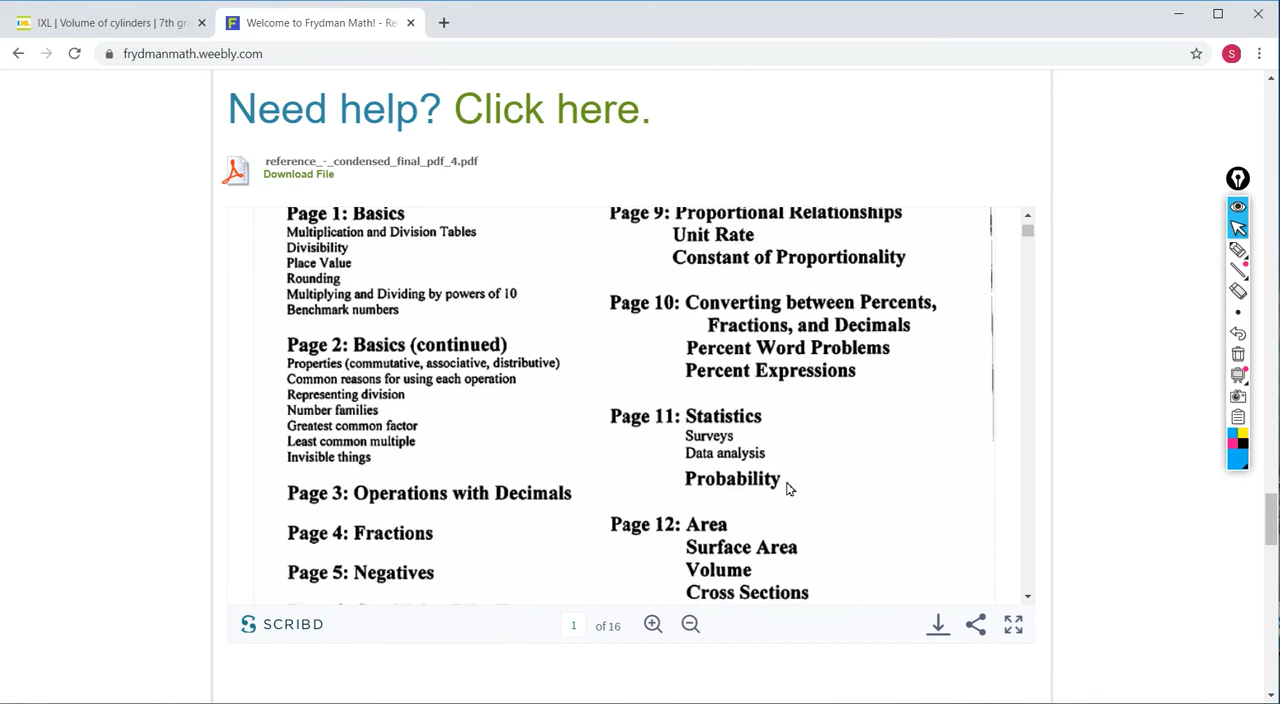 IXL | Volume of cylinders | 7th gr
Welcome to Frydman Math! - Re
frydmanmath.weebly.com
S
Need help? Click here.
reference_-_condensed_final_pdf_4.pdf
Download File
Page 1: Basics
Multiplication and Division Tables
Divisibility
Place Value
Rounding
Multiplying and Dividing by powers of 10
Benchmark numbers
Page 2: Basics (continued)
Properties (commutative, associative, distributive)
Common reasons for using each operation
Representing division
Number families
Greatest common factor
Least common multiple
Invisible things
Page 3: Operations with Decimals
Page 4: Fractions
Page 5: Negatives
Page 9: Proportional Relationships
Unit Rate
Constant of Proportionality
Page 10: Converting between Percents,
Fractions, and Decimals
Percent Word Problems
Percent Expressions
Page 11: Statistics
Surveys
Data analysis
Probability
Page 12: Area
Surface Area
Volume
Cross Sections
SCRIBD
1 of 16